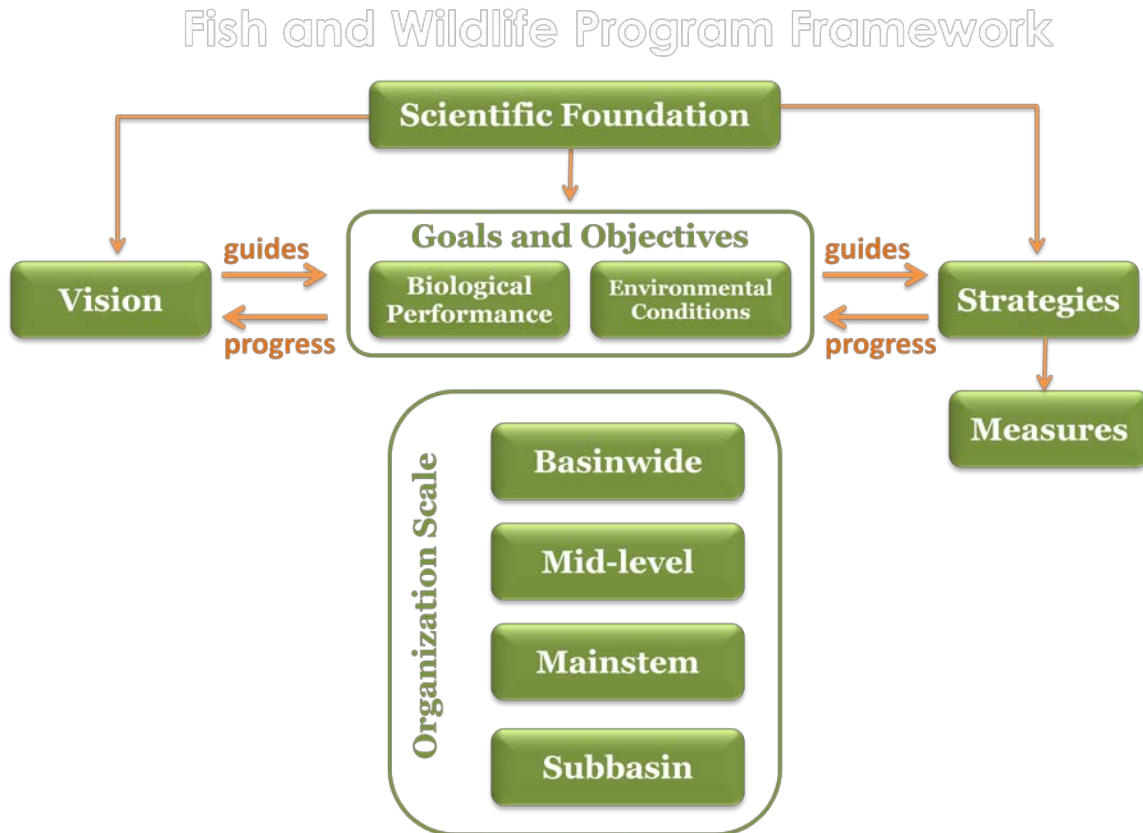 Fish and Wildlife Program Framework
Scientific Foundation
Goals and Objectives
guides
guides
Vision
Biological
Performance
Environmental
Conditions
Strategies
progress
progress
Measures
Organization Scale
Basinwide
Mid-level
Mainstem
Subbasin